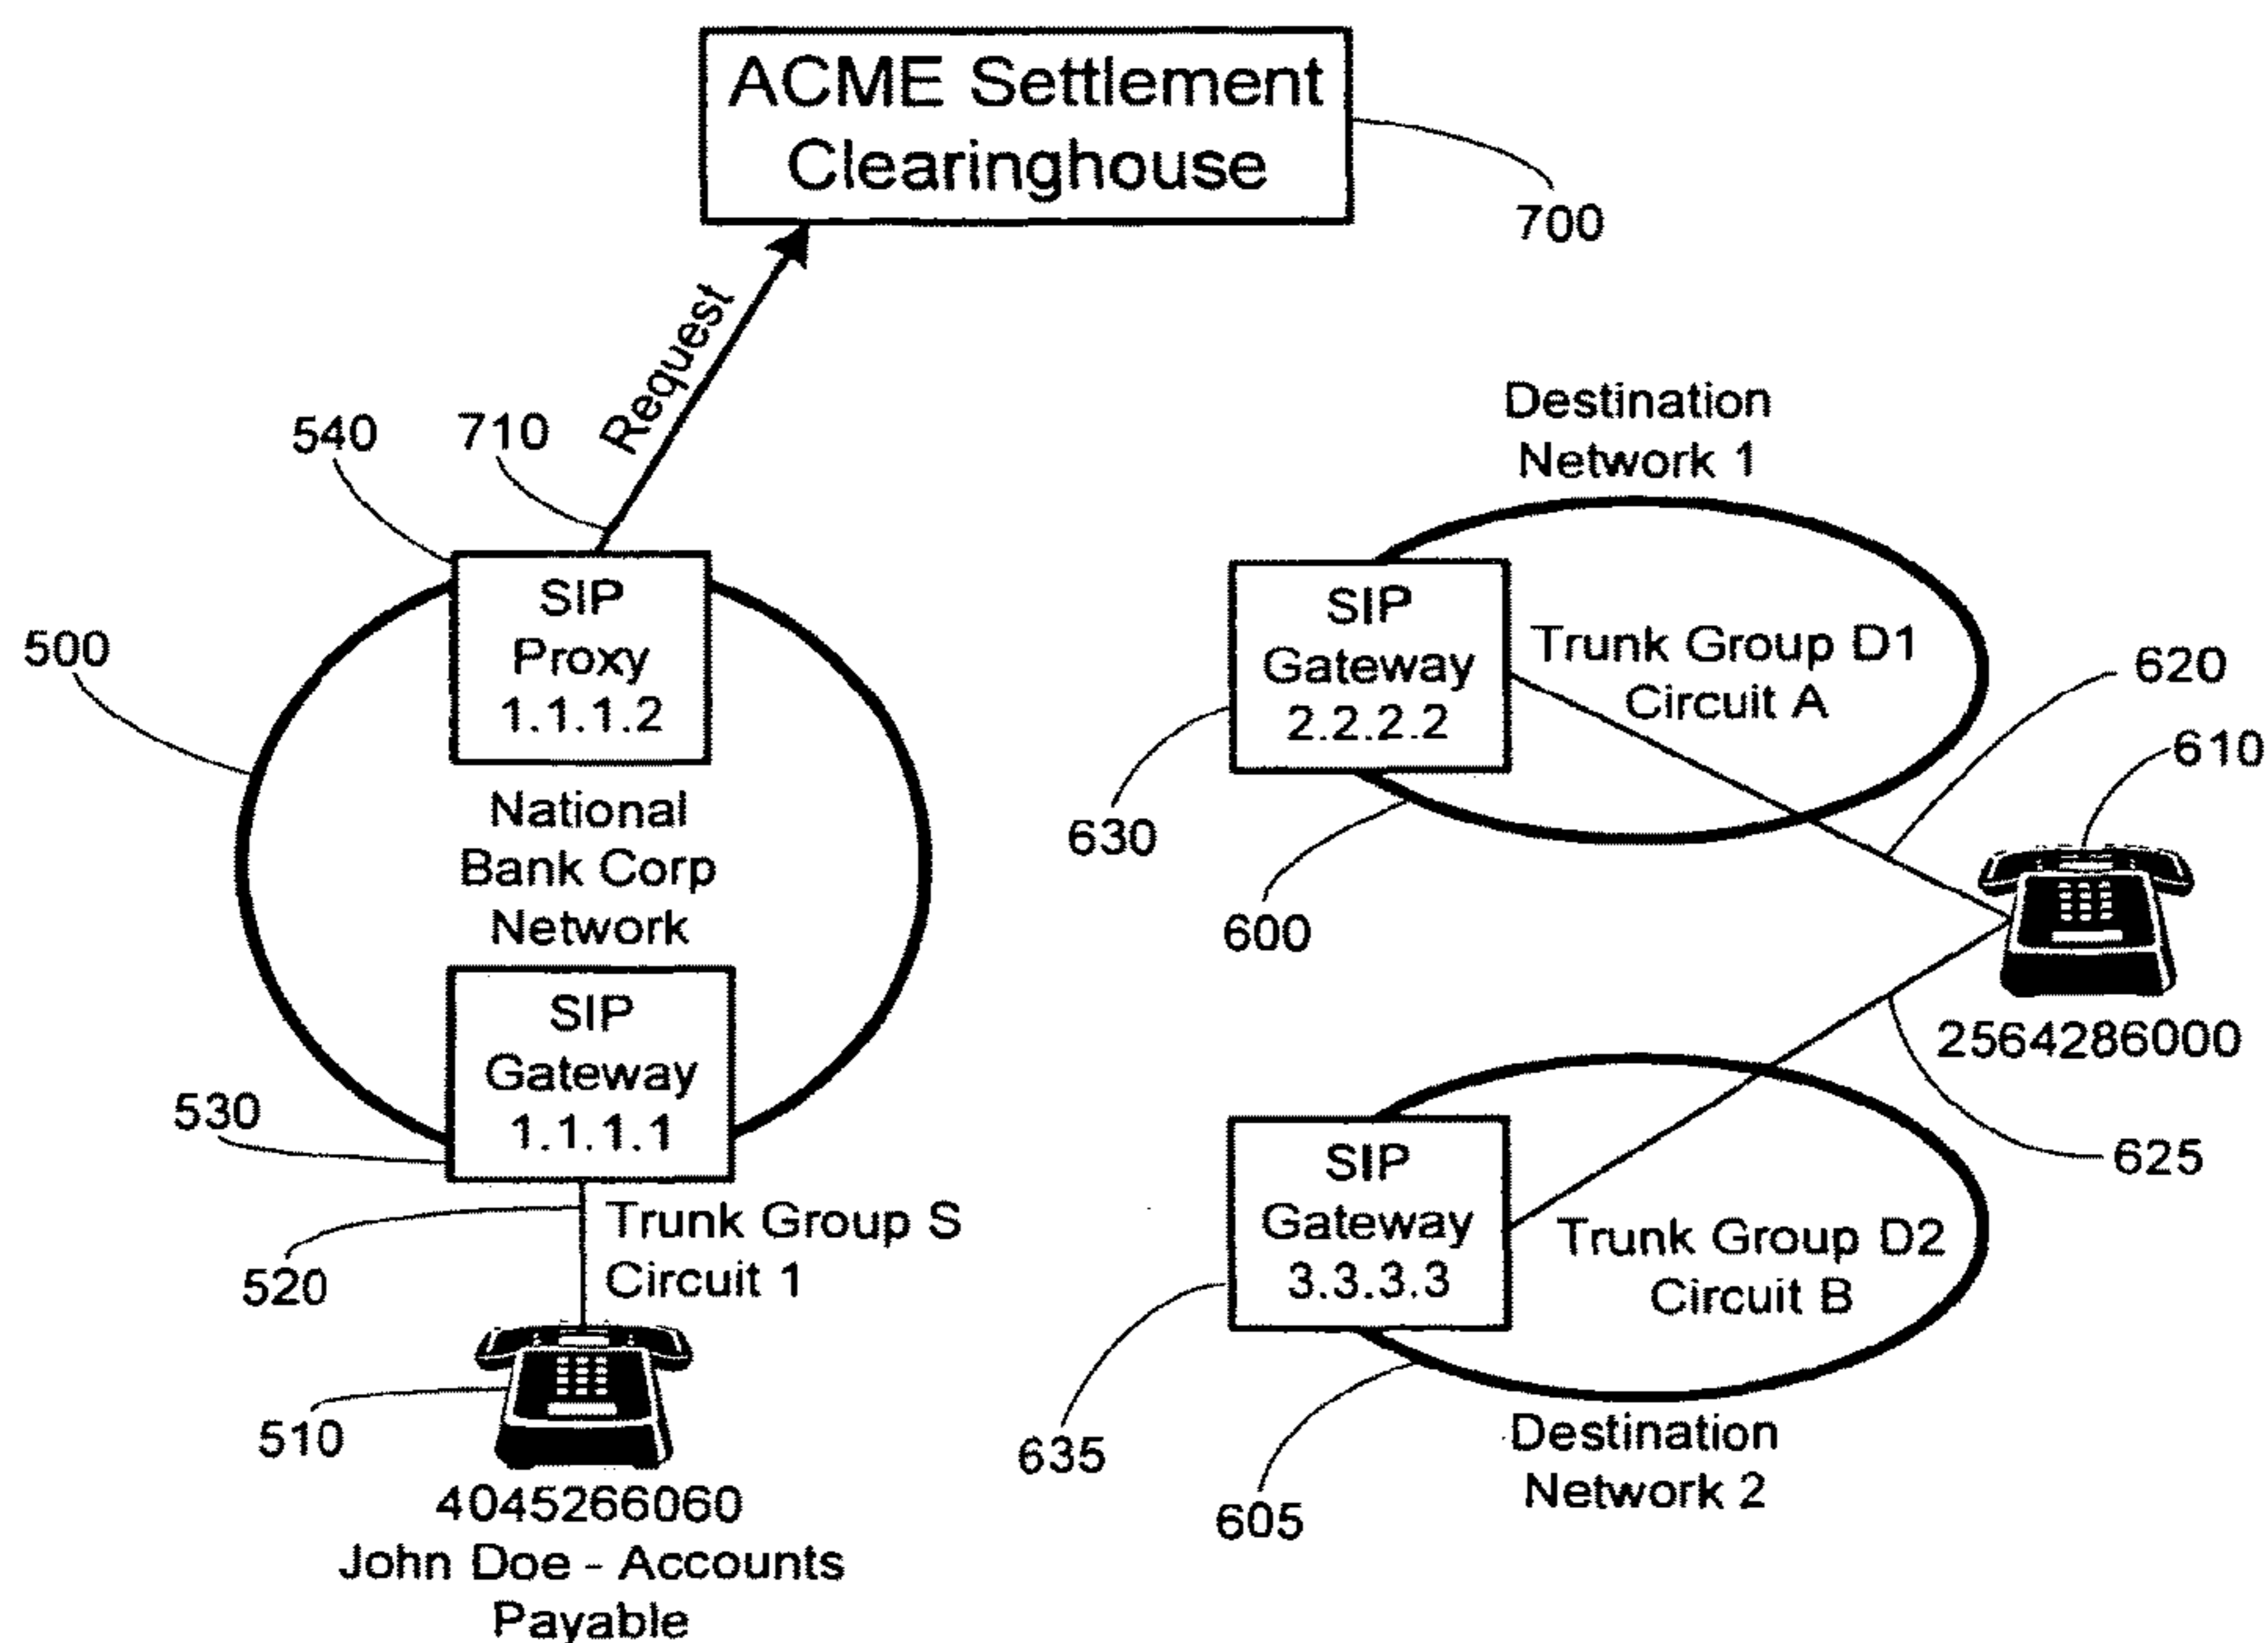 ACME Settlement
Clearinghouse
700
Request
540
710
500
SIP
Proxy
1.1.1.2
National
Bank Corp
Network
SIP
Gateway
1.1.1.1
530
520
Trunk Group S
Circuit 1
510
4045266060
John Doe - Accounts
Payable
Destination
Network 1
SIP
Gateway
2.2.2.2
Trunk Group D1
Circuit A
620
610
630
600
2564286000
625
SIP
Gateway
3.3.3.3
Trunk Group D2
Circuit B
635
605
Destination
Network 2